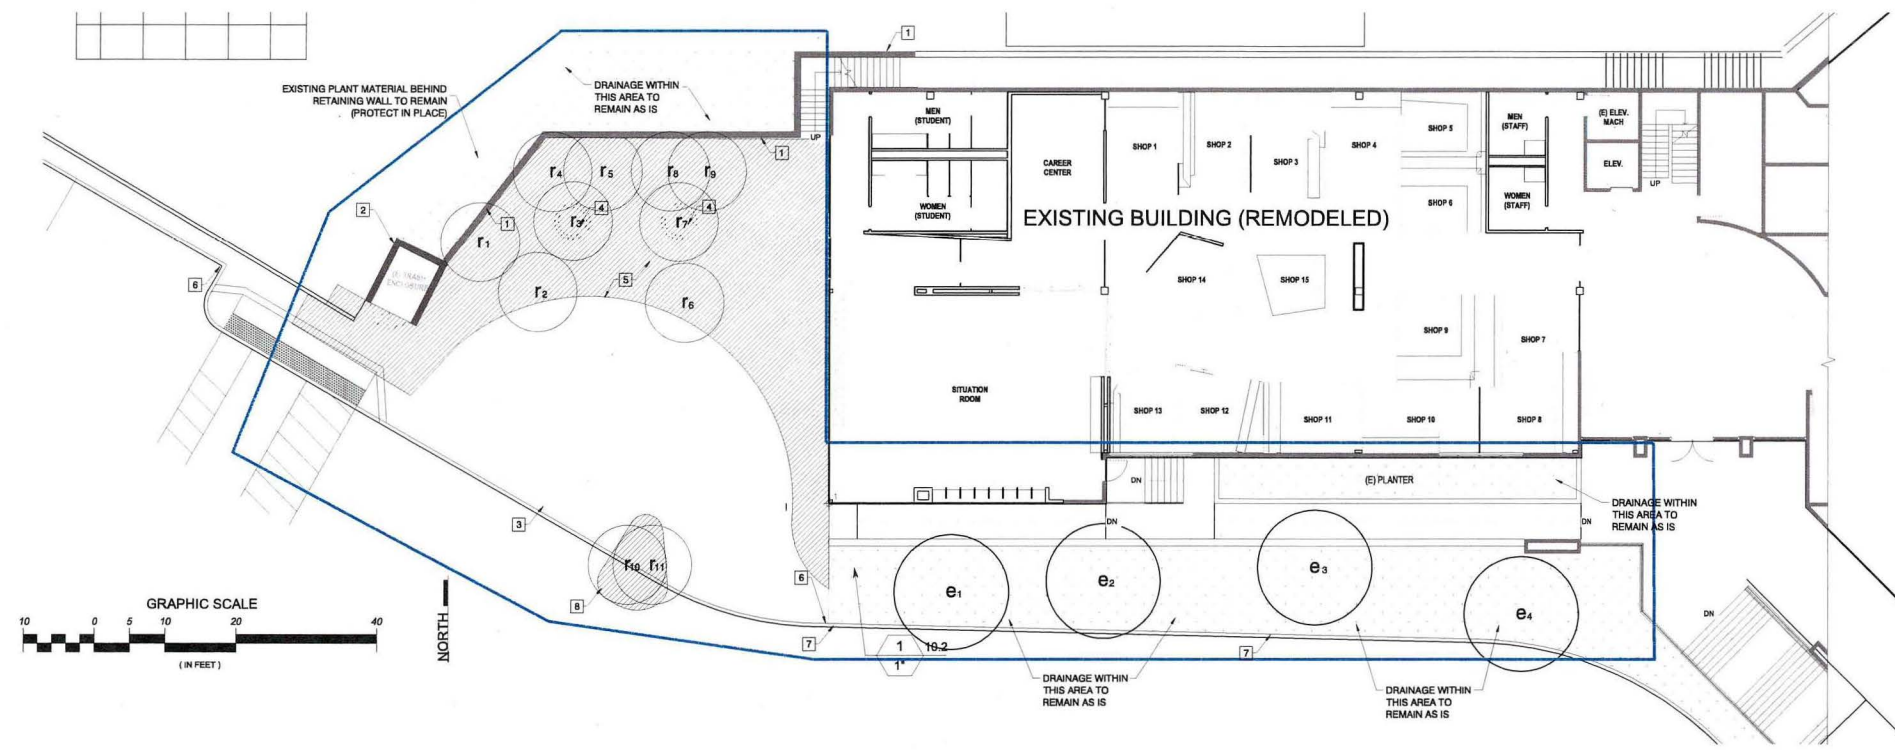 1
EXISTING PLANT MATERIAL BEHIND
RETAINING WALL TO REMAIN
(PROTECT IN PLACE)
DRAINAGE WITHIN
THIS AREA TO
REMAIN AS IS
UP
1
MEN
(STUDENT)
WOMEN
(STUDENT)
CAREER
CENTER
SHOP 1
SHOP 2
SHOP 3
SHOP 4
SHOP 5
SHOP 6
MEN
(STAFF)
WOMEN
(STAFF)
(E) ELEV.
MACH
ELEV.
UP
EXISTING BUILDING (REMODELED)
r4
r5
r8
r9
2
1
r1
r3
4
r7
4
r2
5
r6
6
SHOP 14
SHOP 15
SHOP 9
SHOP 7
SITUATION
ROOM
SHOP 13
SHOP 12
SHOP 11
SHOP 10
SHOP 8
DN
(E) PLANTER
DRAINAGE WITHIN
THIS AREA TO
REMAIN AS IS
DN
DN
3
r10
r11
8
6
e1
e2
e3
e4
DN
7
1
10.2
1"
7
DRAINAGE WITHIN
THIS AREA TO
REMAIN AS IS
DRAINAGE WITHIN
THIS AREA TO
REMAIN AS IS
GRAPHIC SCALE
10 0 5 10 20 40
( IN FEET )
NORTH